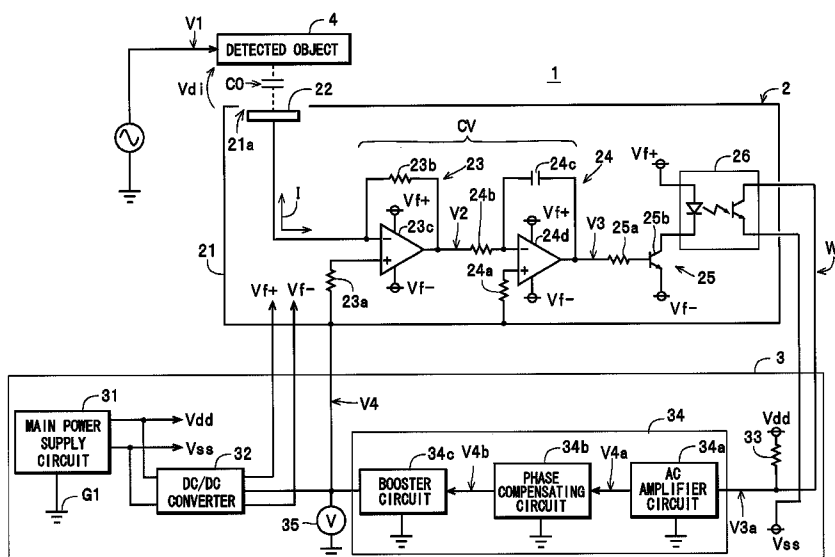 V1
4
DETECTED OBJECT
Vdi
C0
22
1
2
21a
CV
23b
23
24c
24
Vf+
26
I
Vf+
23c
V2
24b
Vf+
24d
V3
25a
25b
W
21
Vf+
Vf-
23a
Vf-
24a
Vf-
25
Vf-
3
31
MAIN POWER
SUPPLY
CIRCUIT
Vdd
Vss
V4
34
Vdd
32
DC/DC
CONVERTER
34c
BOOSTER
CIRCUIT
V4b
34b
PHASE
COMPENSATING
CIRCUIT
V4a
34a
AC
AMPLIFIER
CIRCUIT
33
G1
35
V
V3a
Vss